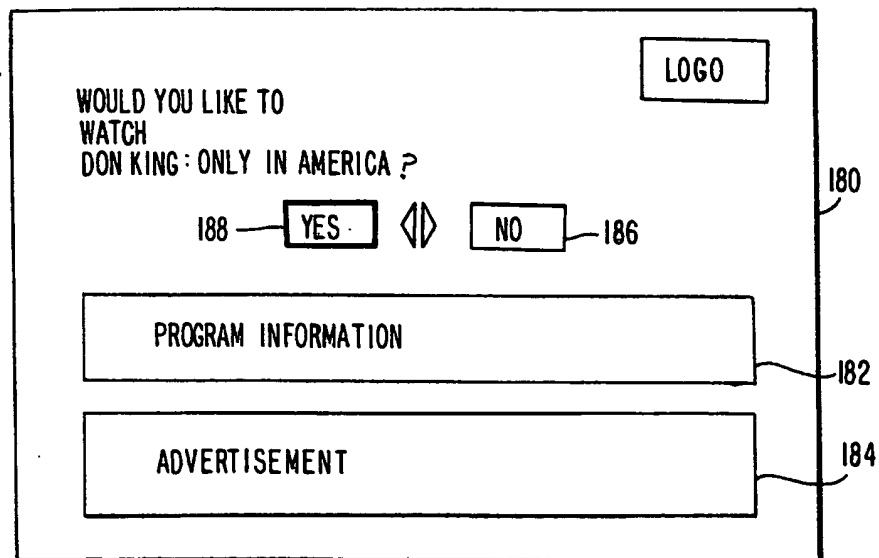 LOGO
WOULD YOU LIKE TO
WATCH
DON KING: ONLY IN AMERICA ?
180
188 YES NO 186
PROGRAM INFORMATION
182
ADVERTISEMENT
184